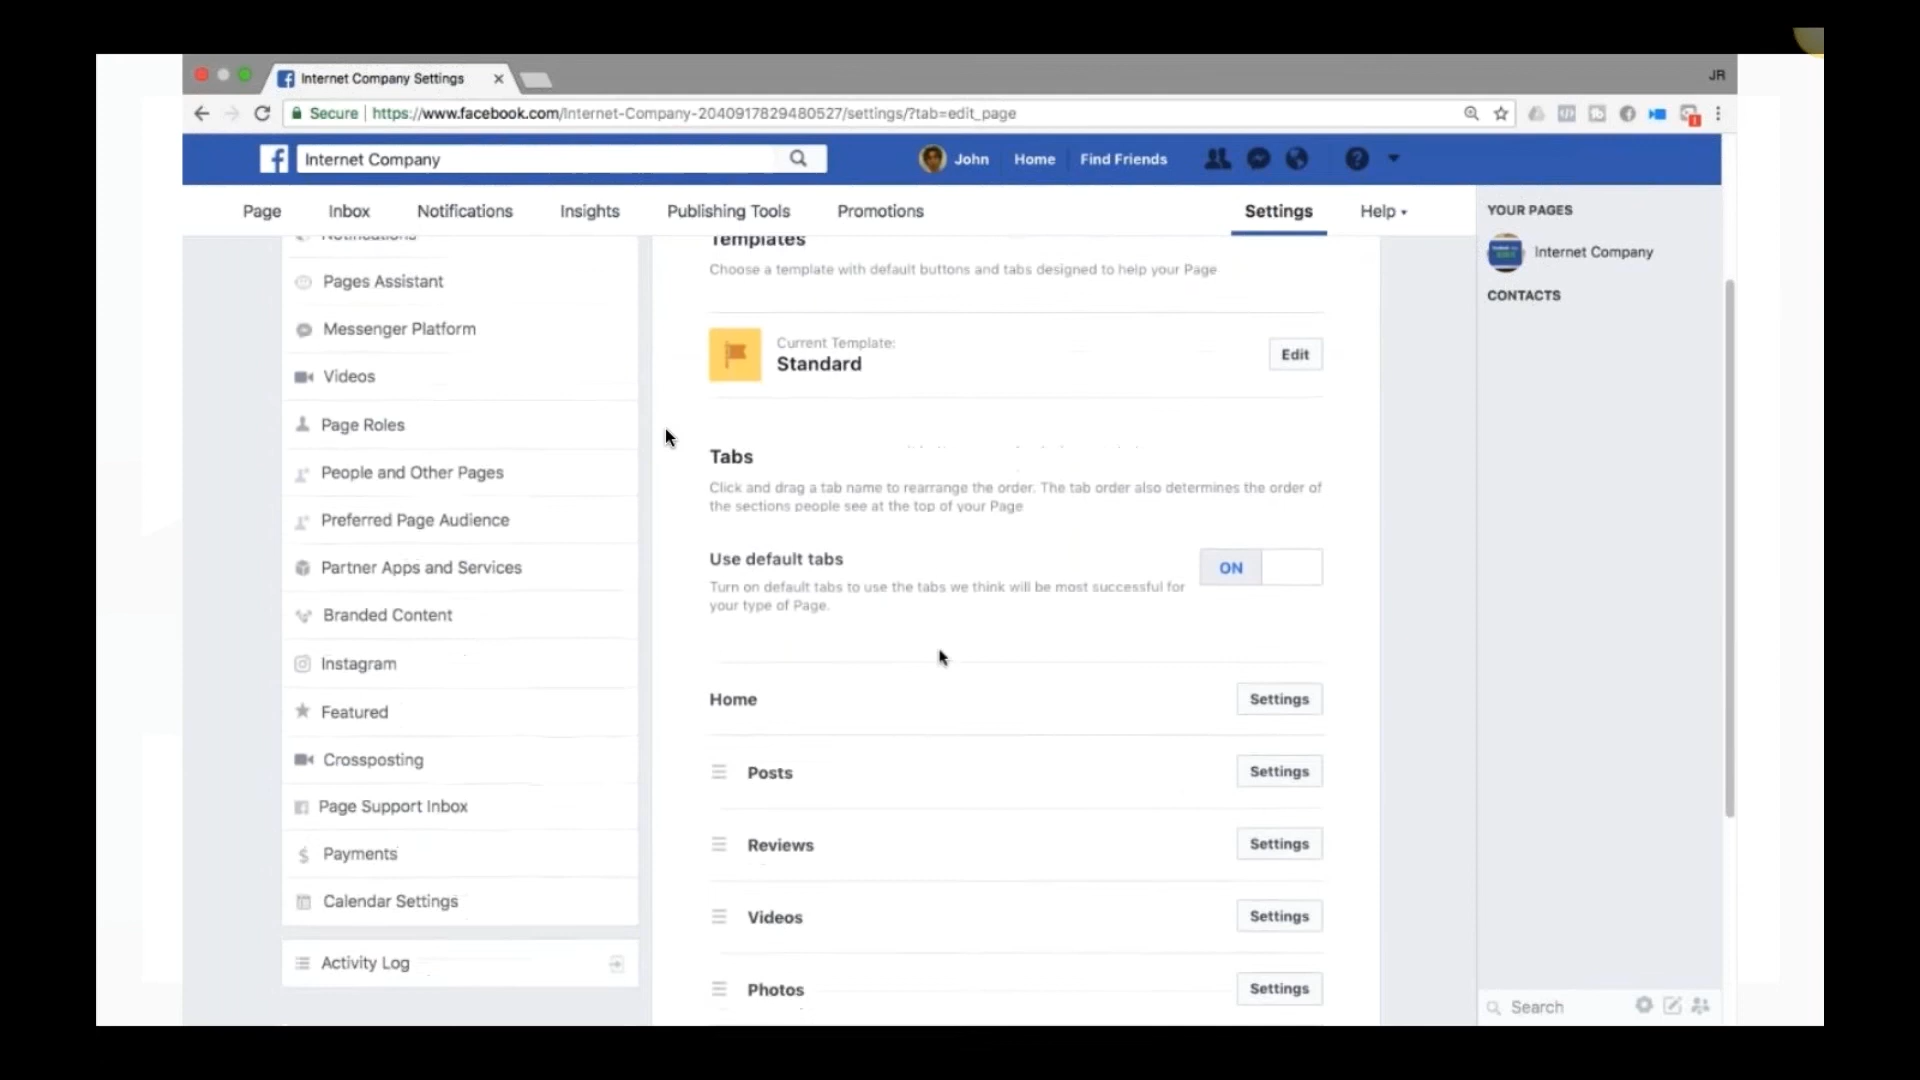 Internet Company Settings
JR
Secure | https://www.facebook.com/Internet-Company-2040917829480527/settings/?tab=edit_page
Internet Company
John
Home
Find Friends
Page
Inbox
Notifications
Insights
Publishing Tools
Promotions
Settings
Help
YOUR PAGES
Internet Company
CONTACTS
Notifications
Pages Assistant
Messenger Platform
Videos
Page Roles
People and Other Pages
Preferred Page Audience
Partner Apps and Services
Branded Content
Instagram
Featured
Crossposting
Page Support Inbox
Payments
Calendar Settings
Activity Log
Templates
Choose a template with default buttons and tabs designed to help your Page
Current Template:
Standard
Edit
Tabs
Click and drag a tab name to rearrange the order. The tab order also determines the order of
the sections people see at the top of your Page
Use default tabs
ON
Turn on default tabs to use the tabs we think will be most successful for
your type of Page.
Home
Settings
Posts
Settings
Reviews
Settings
Videos
Settings
Photos
Settings
Search